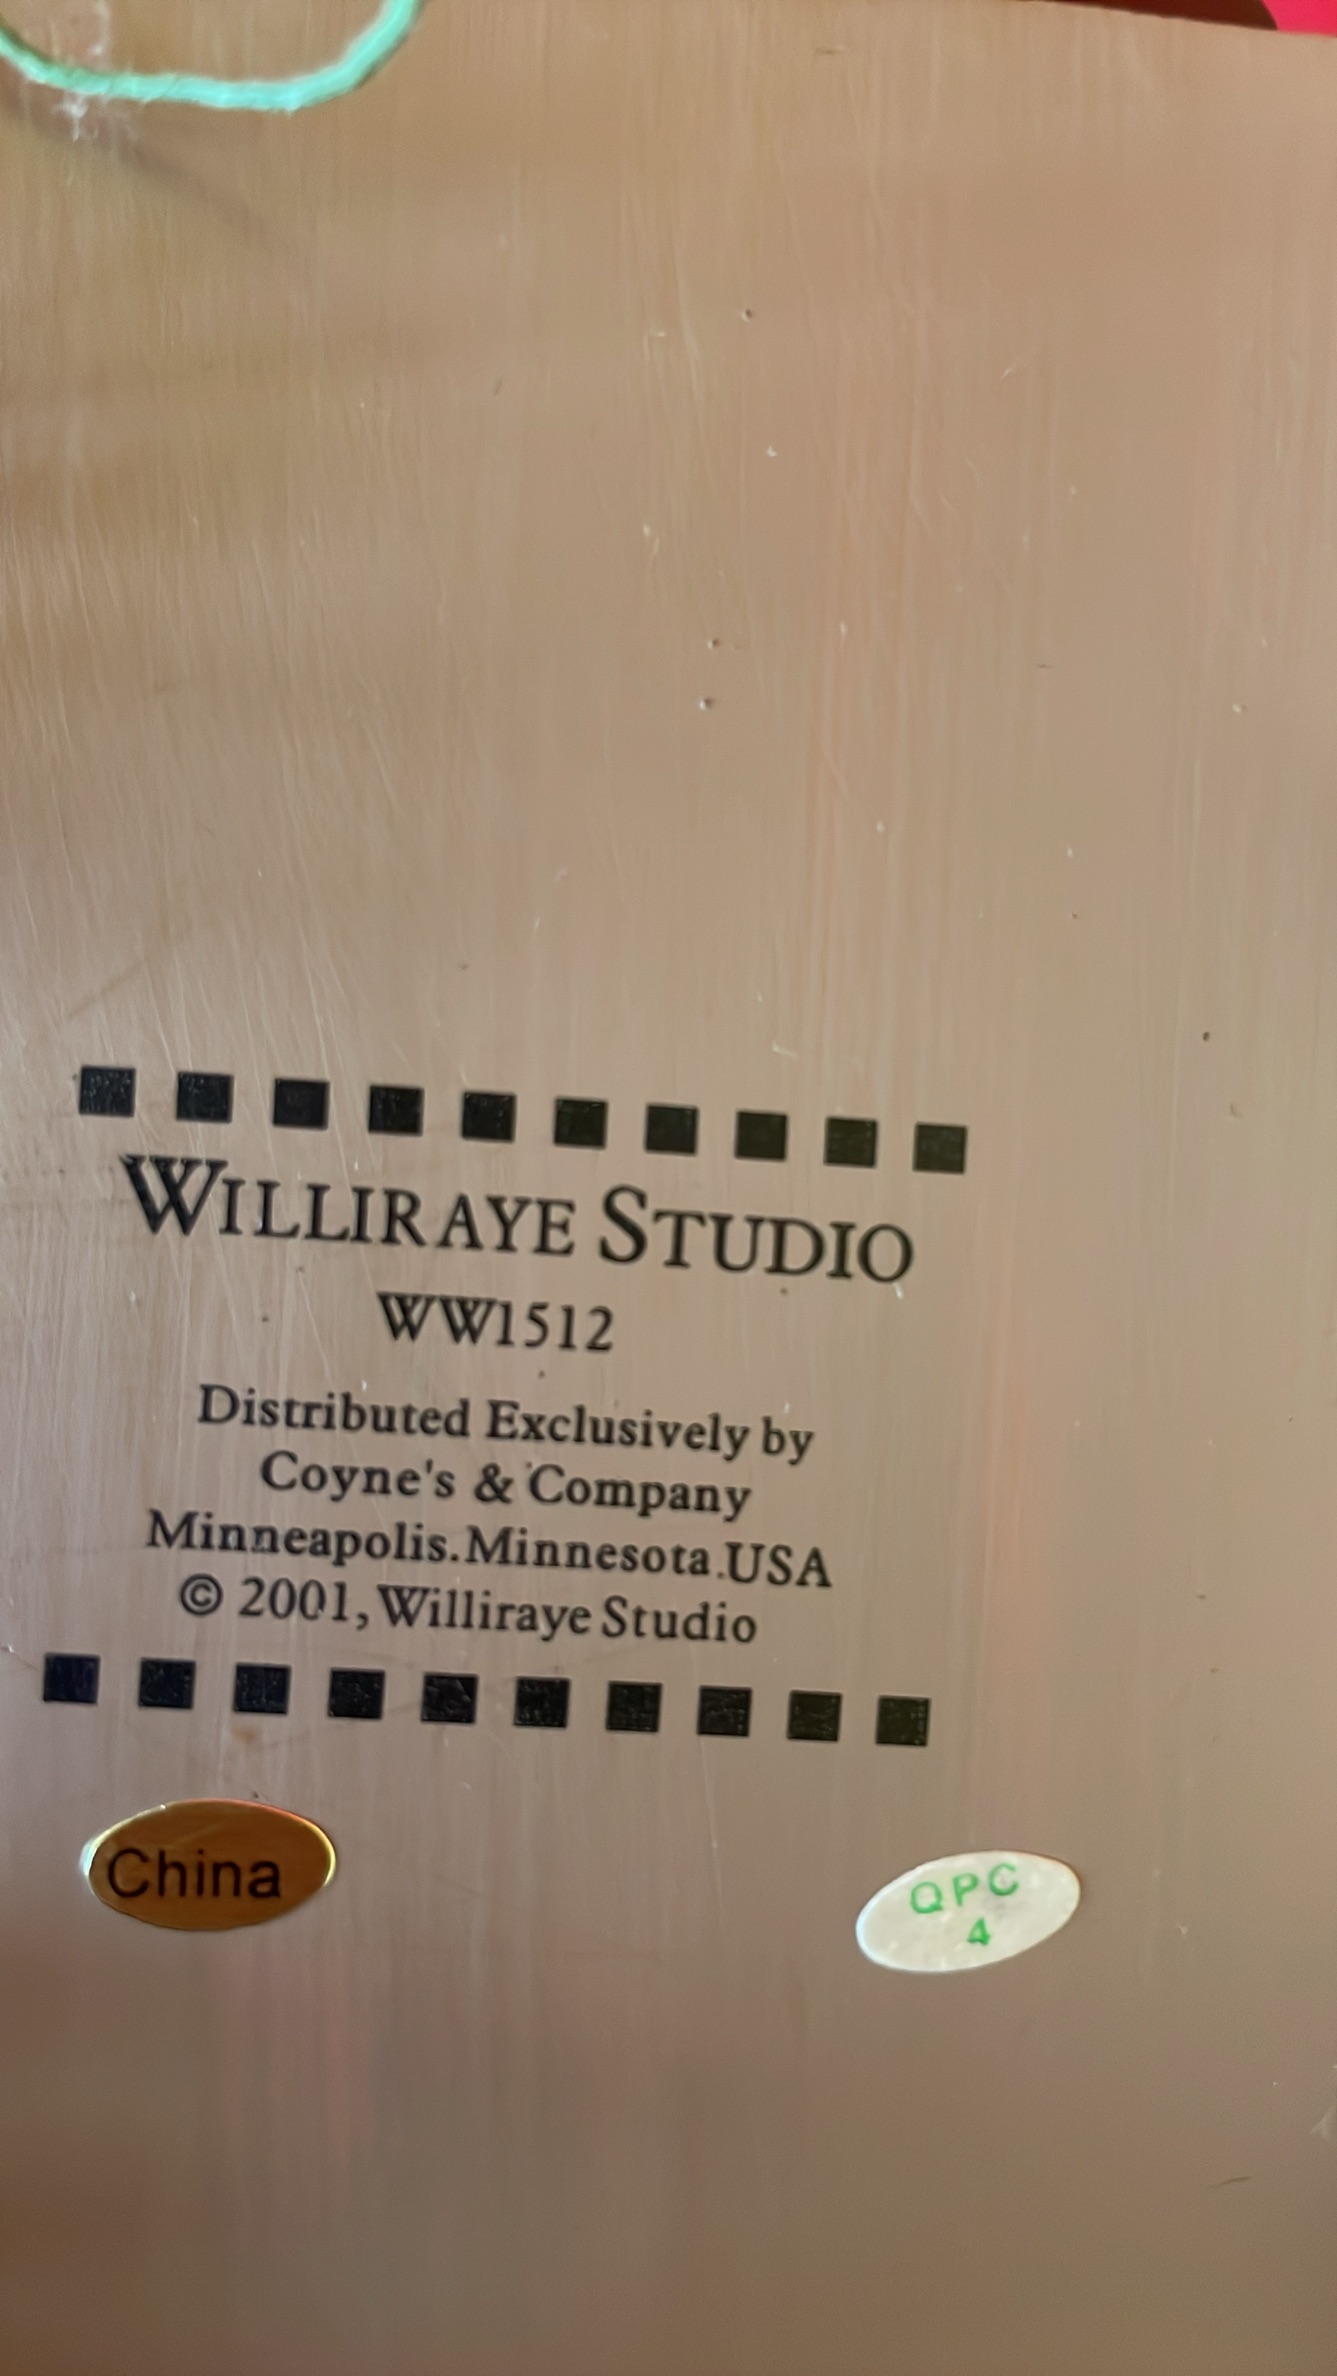 WILLIRAYE STUDIO
WW1512
Distributed Exclusively by
Coyne's & Company
Minneapolis.Minnesota.USA
© 2001, Williraye Studio
China
QPC
4